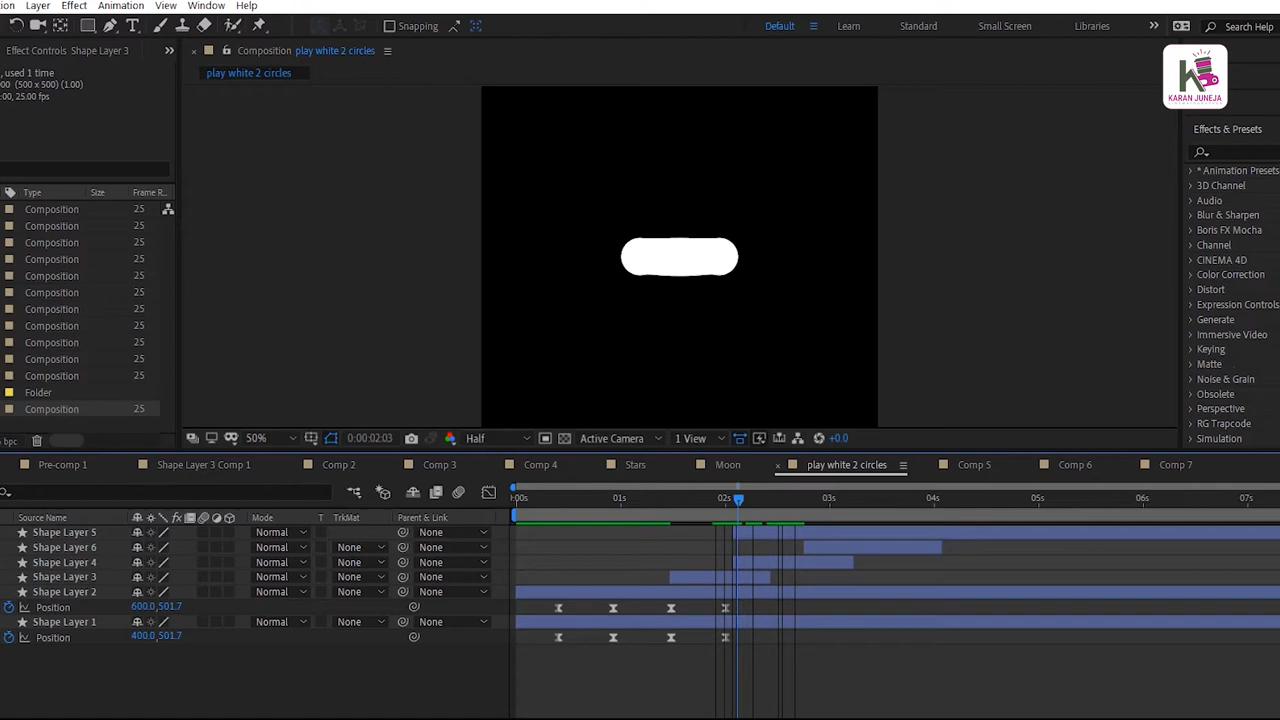 Layer Effect Animation View Window Help
Snapping Default Learn Standard Small Screen Libraries Search Help
Effect Controls Shape Layer 3
Composition play white 2 circles
, used 1 time
play white 2 circles
00 (500 x 500) (1.00)
:00, 25.00 fps
K
KARAN JUNEJA
Effects & Presets
* Animation Presets
3D Channel
Audio
Blur & Sharpen
Boris FX Mocha
Channel
CINEMA 4D
Color Correction
Distort
Expression Controls
Generate
Immersive Video
Keying
Matte
Noise & Grain
Obsolete
Perspective
RG Trapcode
Simulation
Type Size Frame R...
Composition 25
Composition 25
Composition 25
Composition 25
Composition 25
Composition 25
Composition 25
Composition 25
Composition 25
Composition 25
Composition 25
Folder
Composition 25
bpc
50% 0:00:02:03 Half Active Camera 1 View +0.0
Pre-comp 1 Shape Layer 3 Comp 1 Comp 2 Comp 3 Comp 4 Stars Moon play white 2 circles Comp 5 Comp 6 Comp 7
:00s 01s 02s 03s 04s 05s 06s 07s
Source Name fx Mode T TrkMat Parent & Link
Shape Layer 5 Normal None
Shape Layer 6 Normal None None
Shape Layer 4 Normal None None
Shape Layer 3 Normal None None
Shape Layer 2 Normal None None
Position 600.0,501.7
Shape Layer 1 Normal None None
Position 400.0,501.7